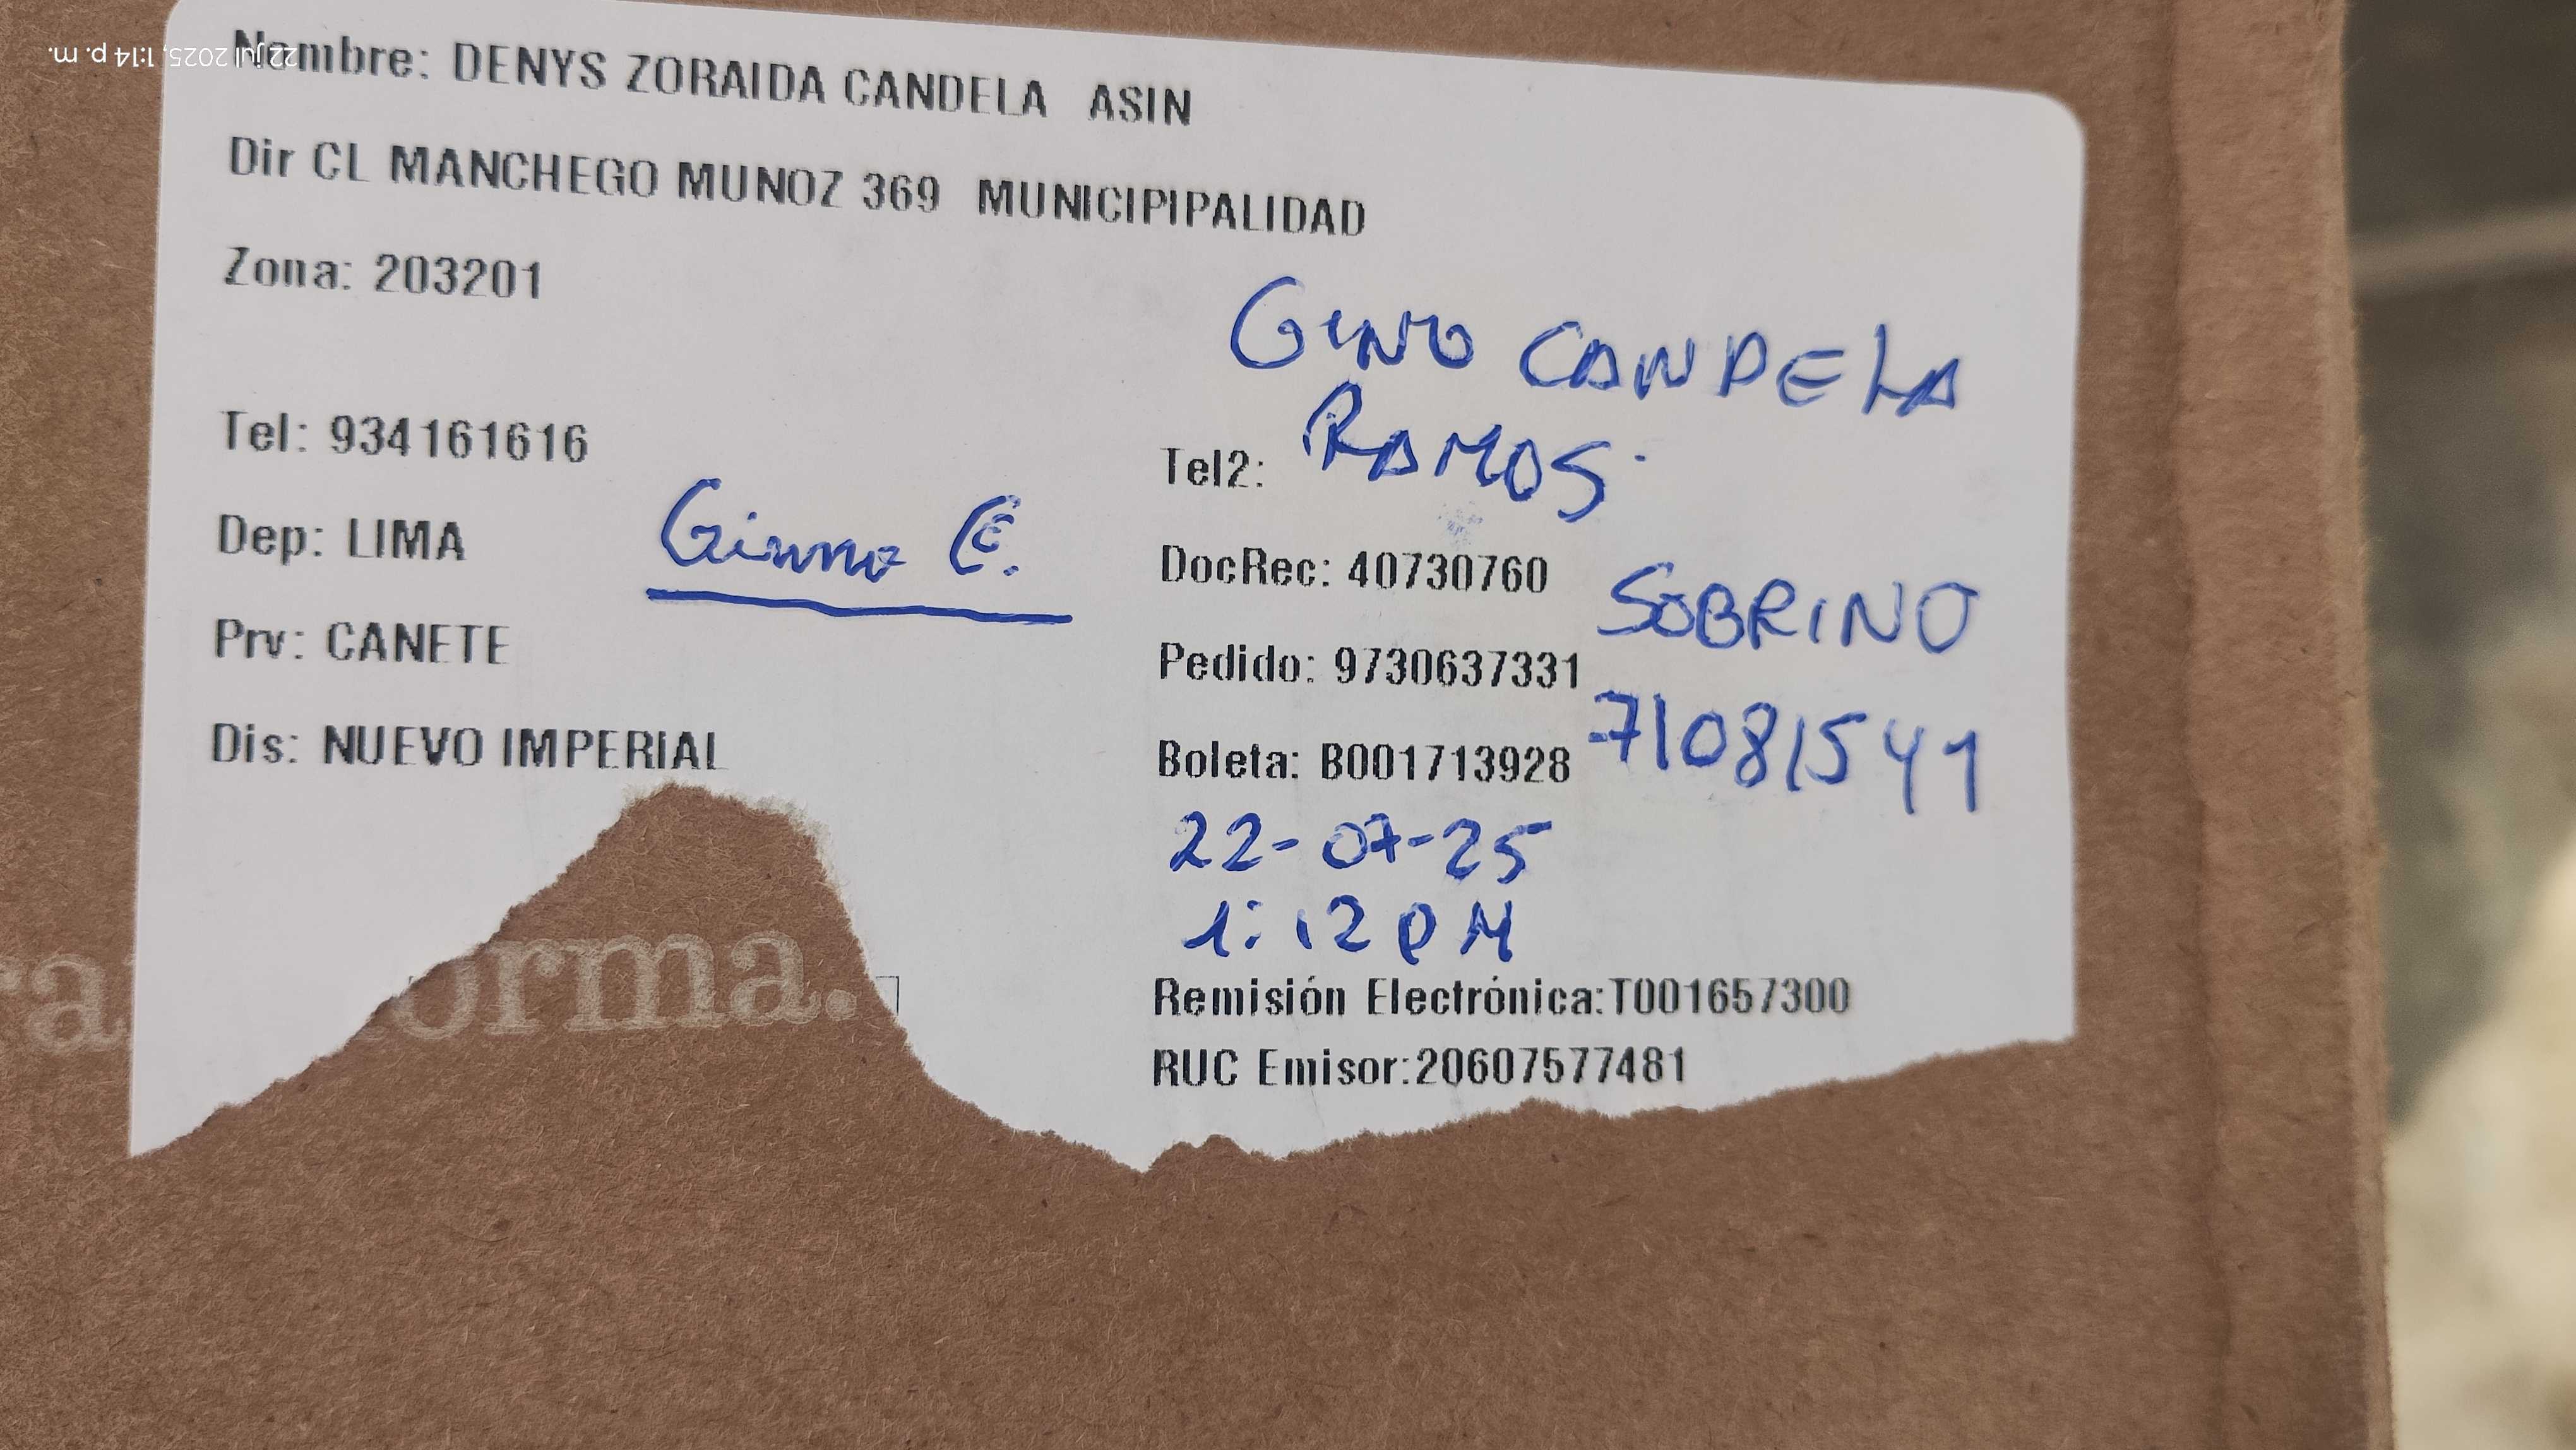 22 jul 2025, 1:14 p. m.
Nombre: DENYS ZORAIDA CANDELA ASIN
Dir CL MANCHEGO MUNOZ 369 MUNICIPIPALIDAD
Zona: 203201
GINO CANDELA
RAMOS
Tel: 934161616
Tel2:
Dep: LIMA
DocRec: 40730760
SOBRINO
Prv: CANETE
Pedido: 9730637331
71081541
Dis: NUEVO IMPERIAL
Boleta: B001713928
22-07-25
1:12 PM
Remisión Electrónica:T001657300
RUC Emisor:20607577481
orma.